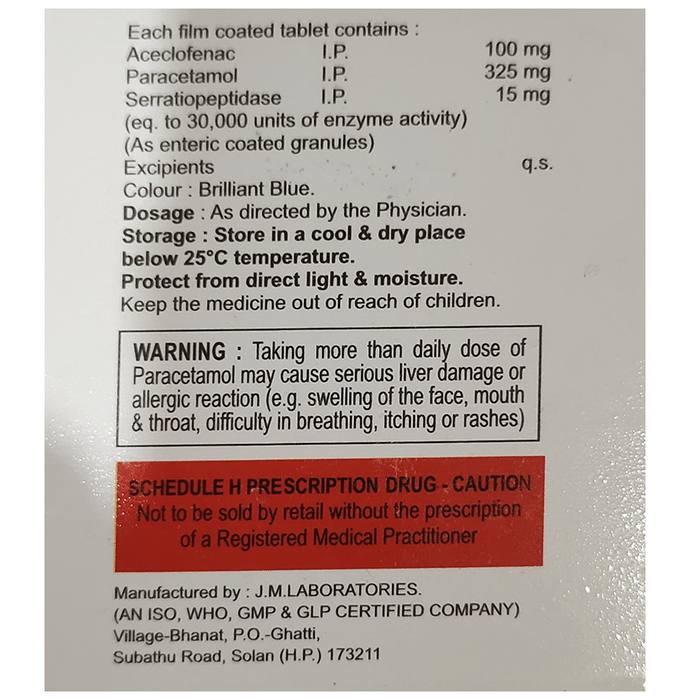 Each film coated tablet contains :
Aceclofenac I.P. 100 mg
Paracetamol I.P. 325 mg
Serratiopeptidase I.P. 15 mg
(eq. to 30,000 units of enzyme activity)
(As enteric coated granules)
Excipients q.s.
Colour : Brilliant Blue.
Dosage : As directed by the Physician.
Storage : Store in a cool & dry place
below 25°C temperature.
Protect from direct light & moisture.
Keep the medicine out of reach of children.
WARNING : Taking more than daily dose of
Paracetamol may cause serious liver damage or
allergic reaction (e.g. swelling of the face, mouth
& throat, difficulty in breathing, itching or rashes)
SCHEDULE H PRESCRIPTION DRUG - CAUTION
Not to be sold by retail without the prescription
of a Registered Medical Practitioner
Manufactured by : J.M.LABORATORIES.
(AN ISO, WHO, GMP & GLP CERTIFIED COMPANY)
Village-Bhanat, P.O.-Ghatti,
Subathu Road, Solan (H.P.) 173211